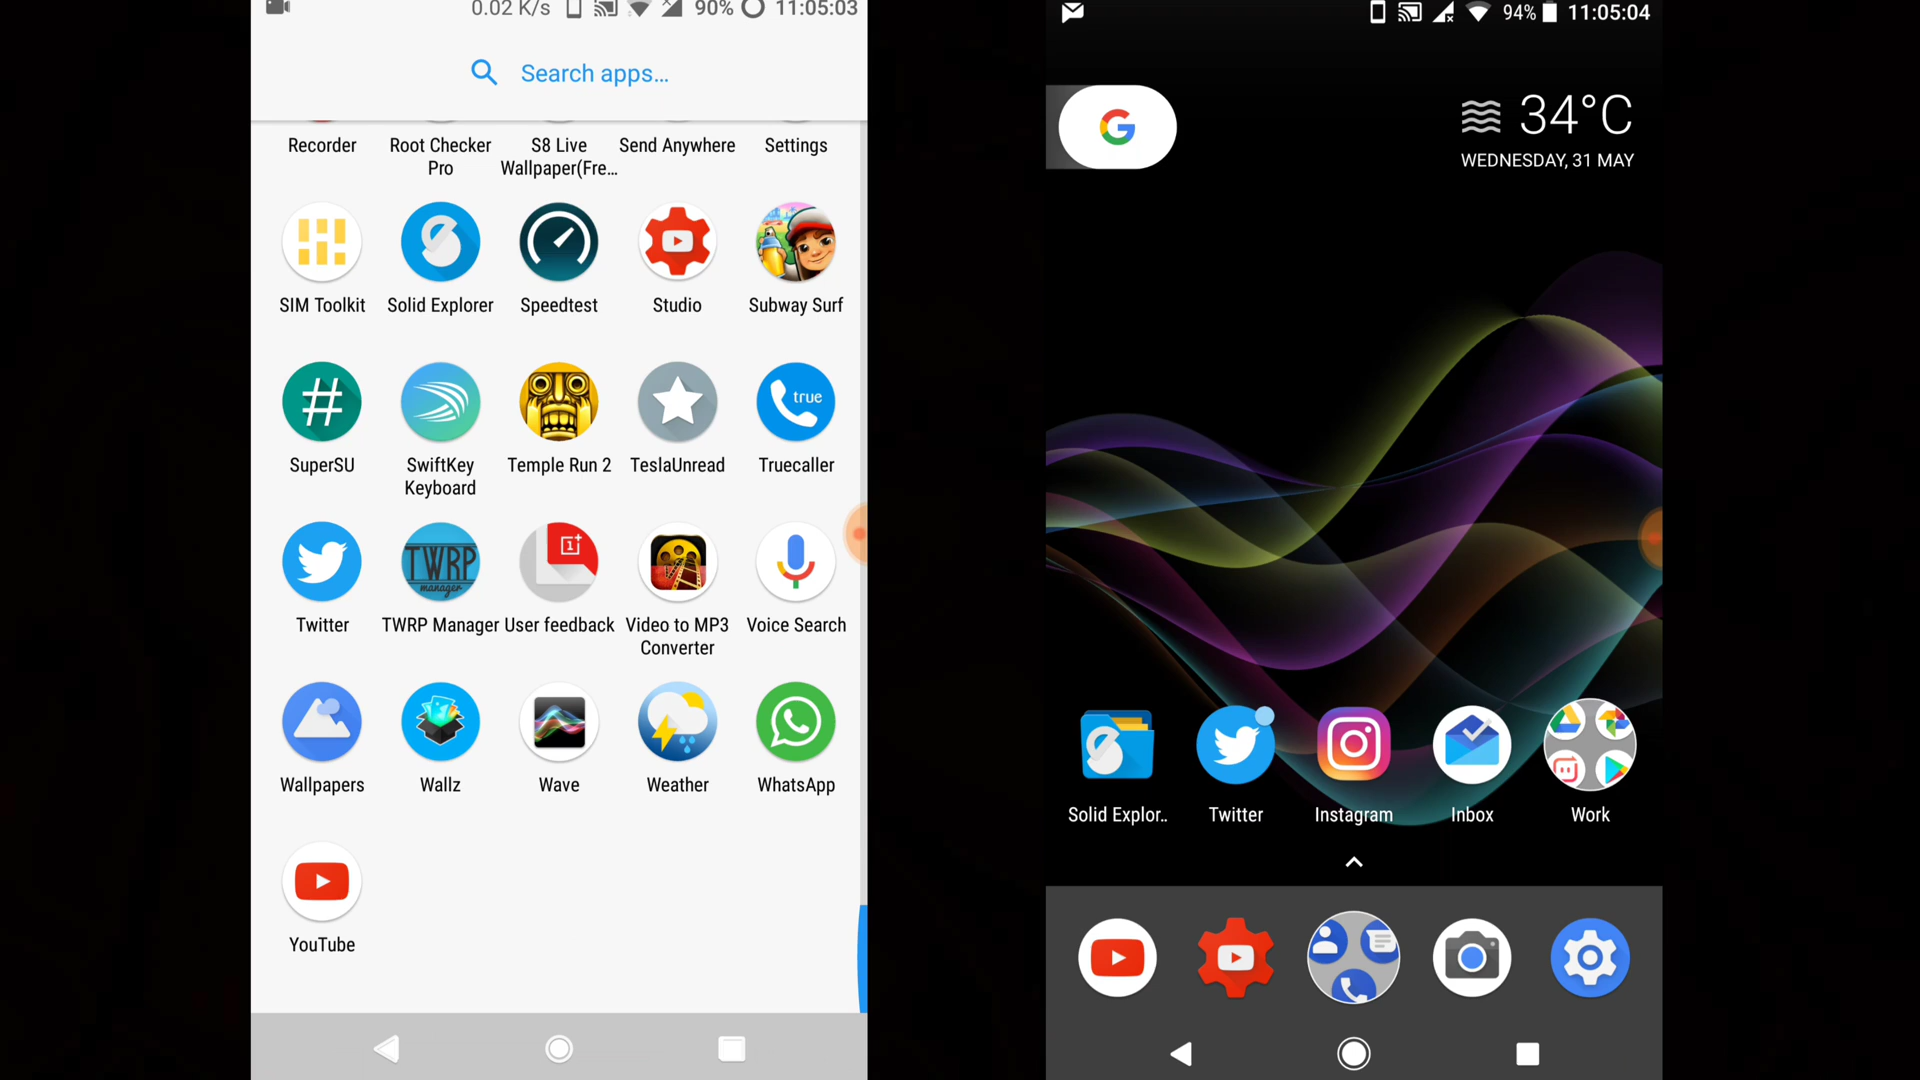 0.02 K/s 90% 11:05:03
Search apps...
Recorder Root Checker Pro S8 Live Wallpaper(Fre... Send Anywhere Settings
SIM Toolkit Solid Explorer Speedtest Studio Subway Surf
true
SuperSU SwiftKey Keyboard Temple Run 2 TeslaUnread Truecaller
TWRP
manager
Twitter TWRP Manager User feedback Video to MP3 Converter Voice Search
Wallpapers Wallz Wave Weather WhatsApp
YouTube
94% 11:05:04
G
34°C
WEDNESDAY, 31 MAY
Solid Explor.. Twitter Instagram Inbox Work